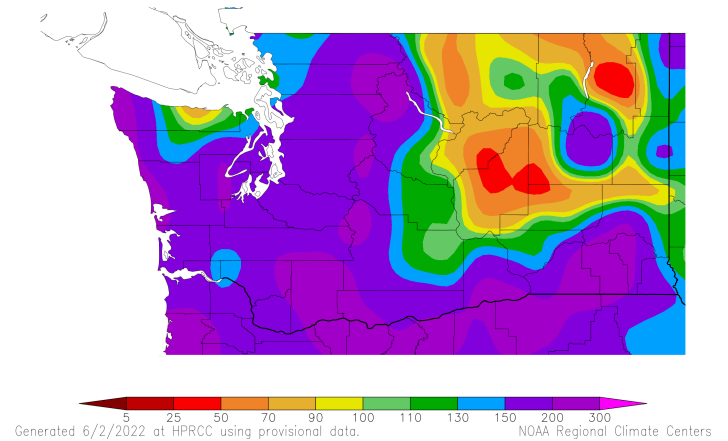 5 25 50 70 90 100 110 130 150 200 300
Generated 6/2/2022 at HPRCC using provisional data. NOAA Regional Climate Centers